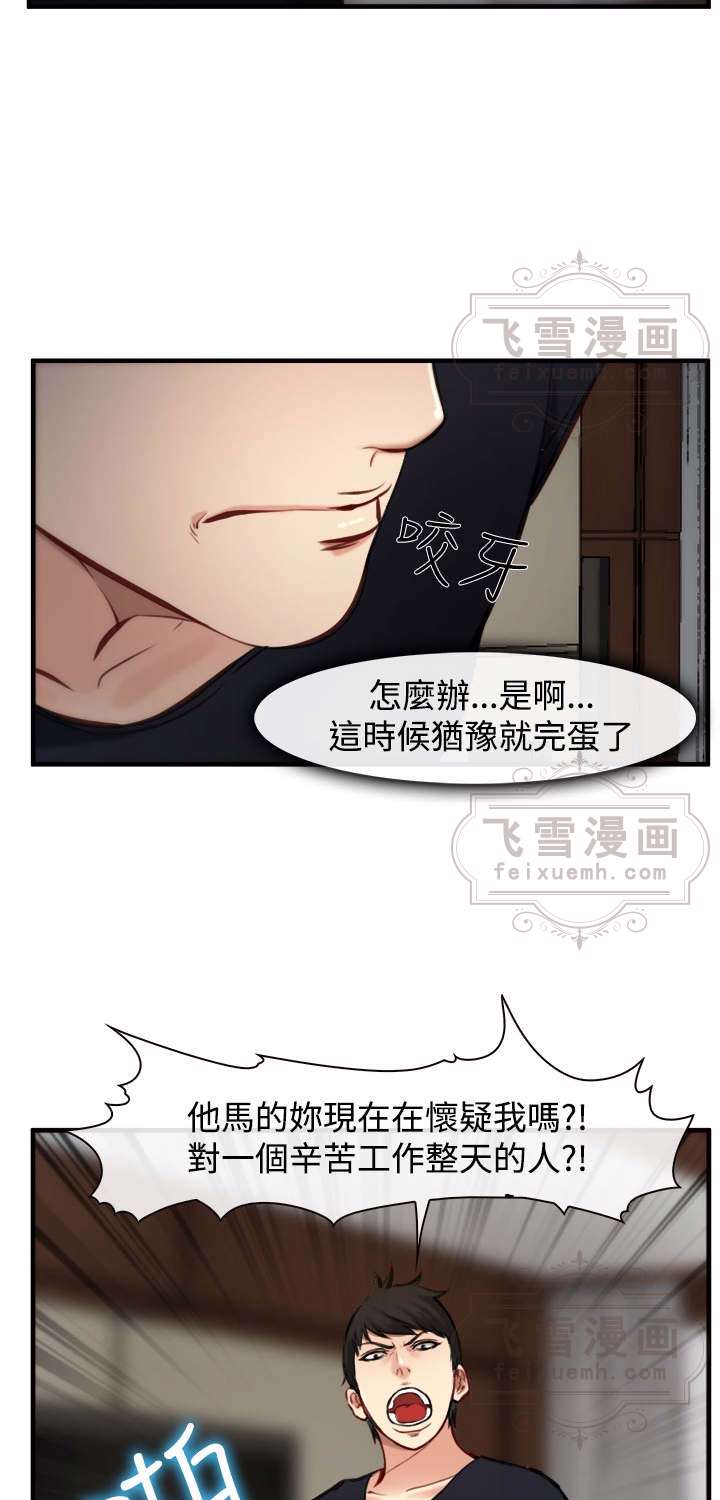 飞雪漫画
feixuemh.com
咬牙
怎麼辦...是啊...
這時候猶豫就完蛋了
飞雪漫画
feixuemh.com
他馬的妳現在在懷疑我嗎?!
對一個辛苦工作整天的人?!
飞雪漫画
feixuemh.com